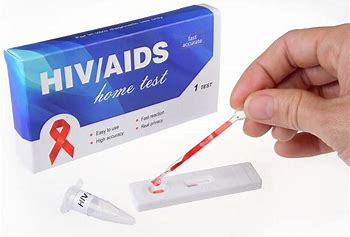 fast
accurate
HIV/AIDS
home test
1 TEST
Easy to use
High accuracy
Fast reaction
Real privacy
HIV